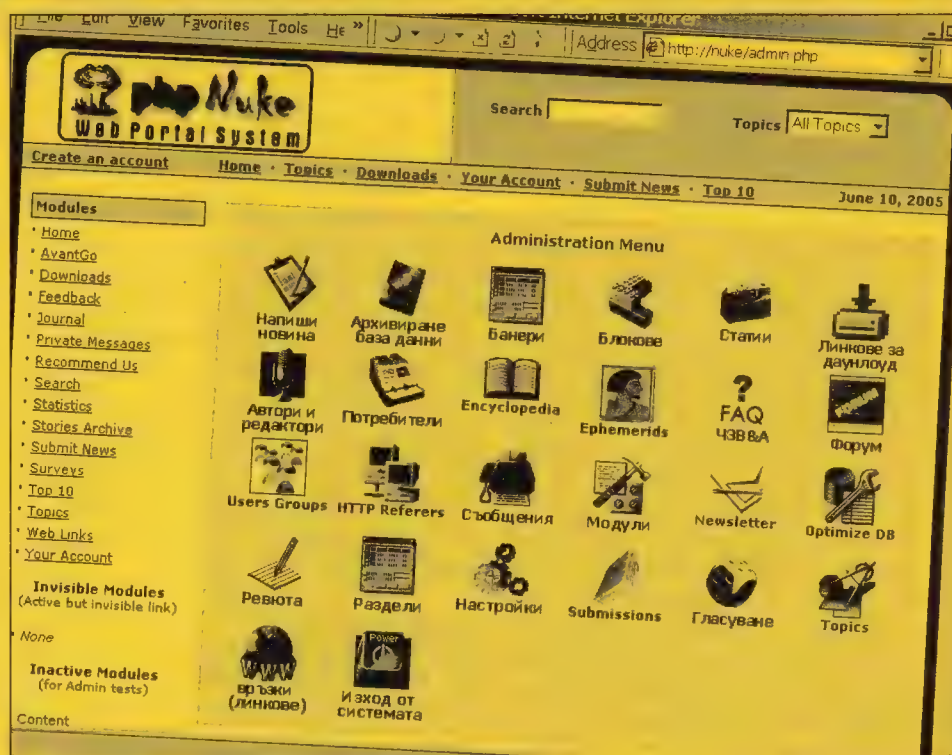 File Edit View Favorites Tools He »
Internet Explorer
Address http://nuke/admin.php
php Nuke
Web Portal System
Search
Topics All Topics
Create an account Home · Topics · Downloads · Your Account · Submit News · Top 10 June 10, 2005
Modules
Home
AvantGo
Downloads
Feedback
Journal
Private Messages
Recommend Us
Search
Statistics
Stories Archive
Submit News
Surveys
Top 10
Topics
Web Links
Your Account
Invisible Modules
(Active but invisible link)
None
Inactive Modules
(for Admin tests)
Content
Administration Menu
Напиши
новина
Архивиране
база данни
Банери
Блокове
Статии
Линкове за
даунлоуд
Автори и
редактори
Потребители
Encyclopedia
Ephemerids
?
FAQ
ЧЗВ&А
FORUM
Форум
Users Groups
HTTP Referers
Съобщения
Модули
Newsletter
Optimize DB
Ревюта
Раздели
Настройки
Submissions
Гласуване
Topics
WWW
връзки
(линкове)
Power
Изход от
системата